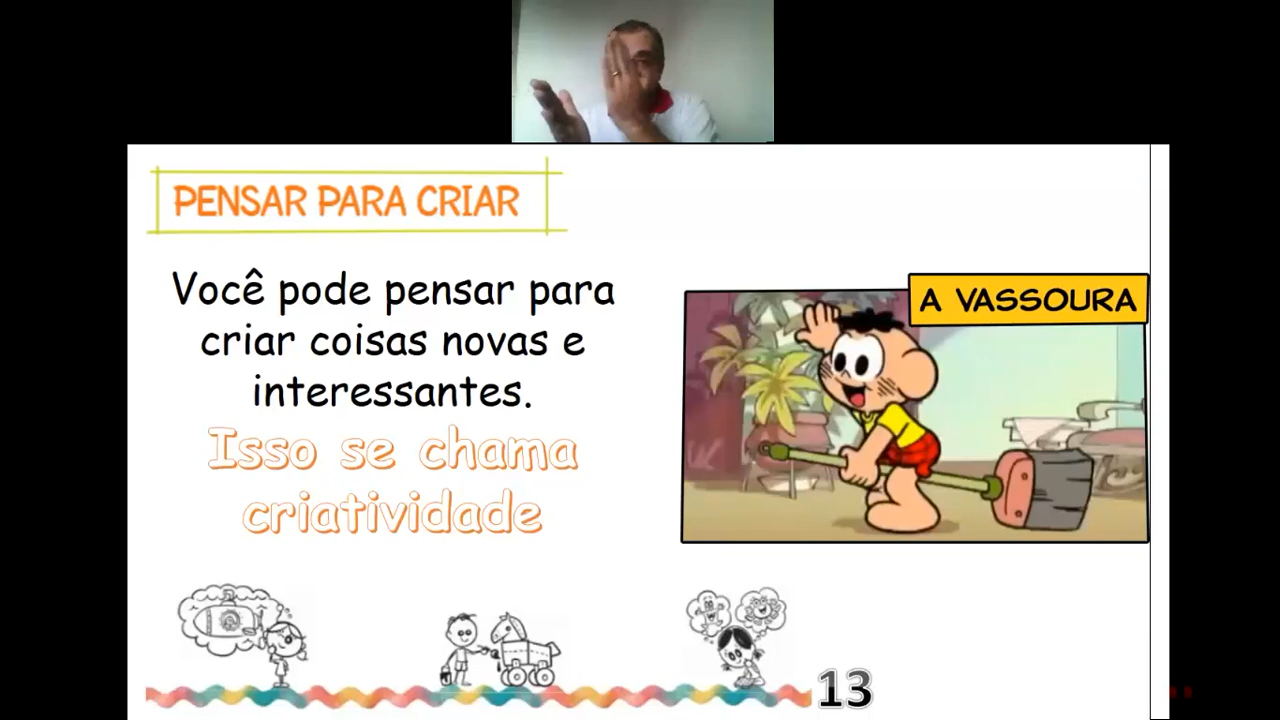 PENSAR PARA CRIAR
Você pode pensar para
criar coisas novas e
interessantes.
Isso se chama
criatividade
A VASSOURA
13